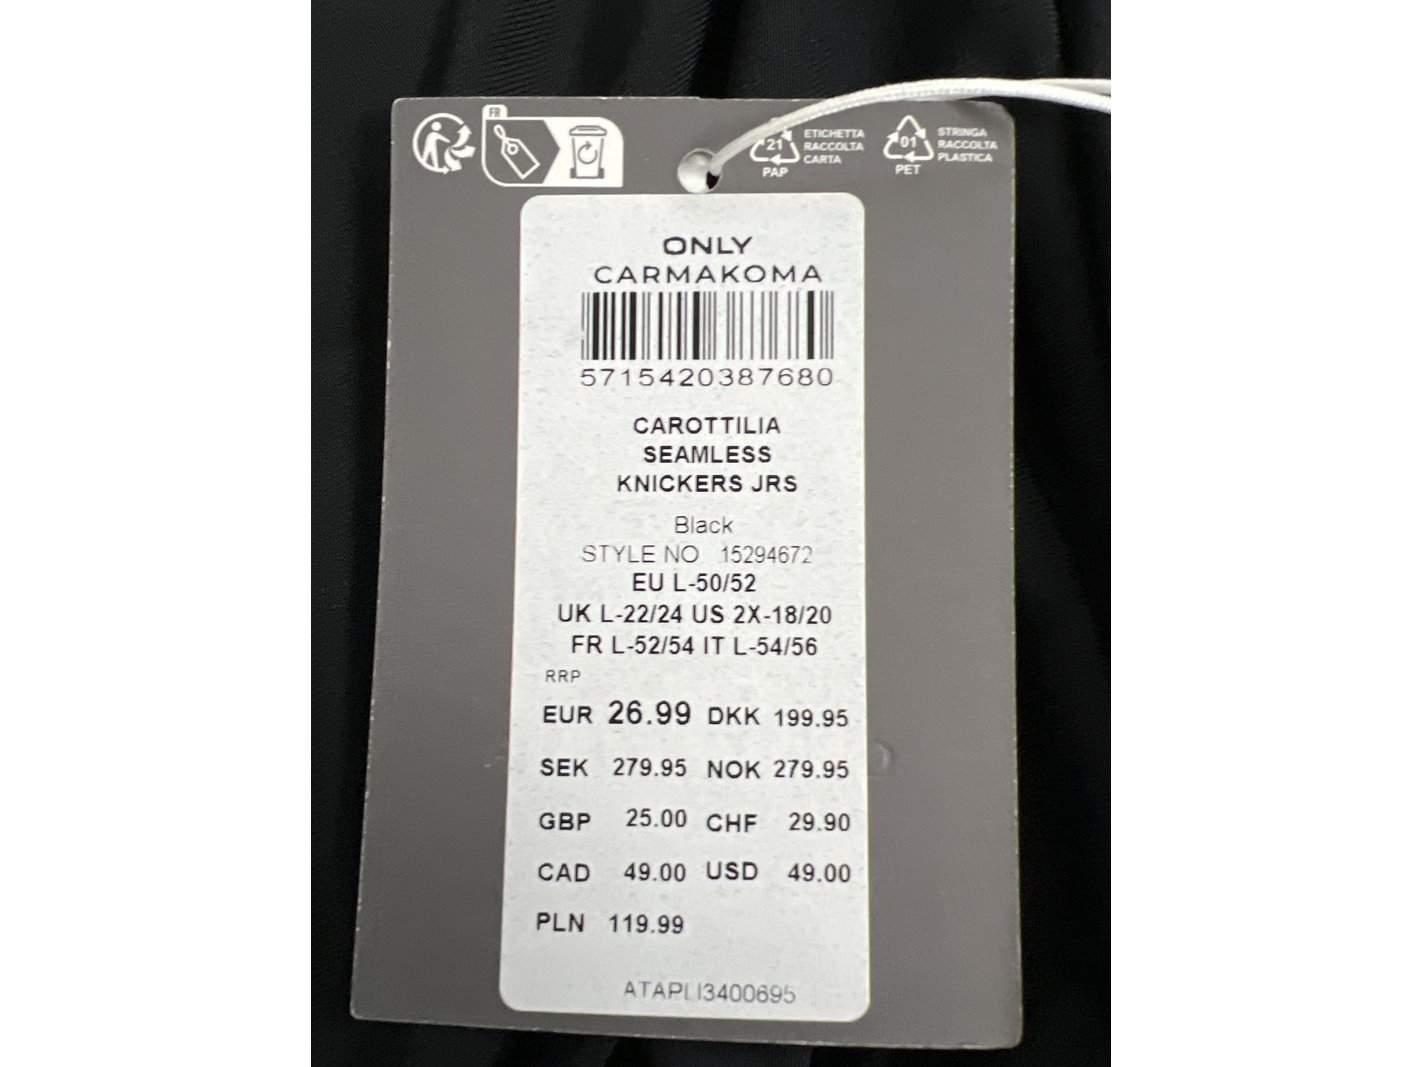 FR
21
PAP
ETICHETTA
RACCOLTA
CARTA
01
PET
STRINGA
RACCOLTA
PLASTICA
ONLY
CARMAKOMA
5715420387680
CAROTTILIA
SEAMLESS
KNICKERS JRS
Black
STYLE NO 15294672
EU L-50/52
UK L-22/24 US 2X-18/20
FR L-52/54 IT L-54/56
RRP
EUR 26.99 DKK 199.95
SEK 279.95 NOK 279.95
GBP 25.00 CHF 29.90
CAD 49.00 USD 49.00
PLN 119.99
ATAPLI3400695